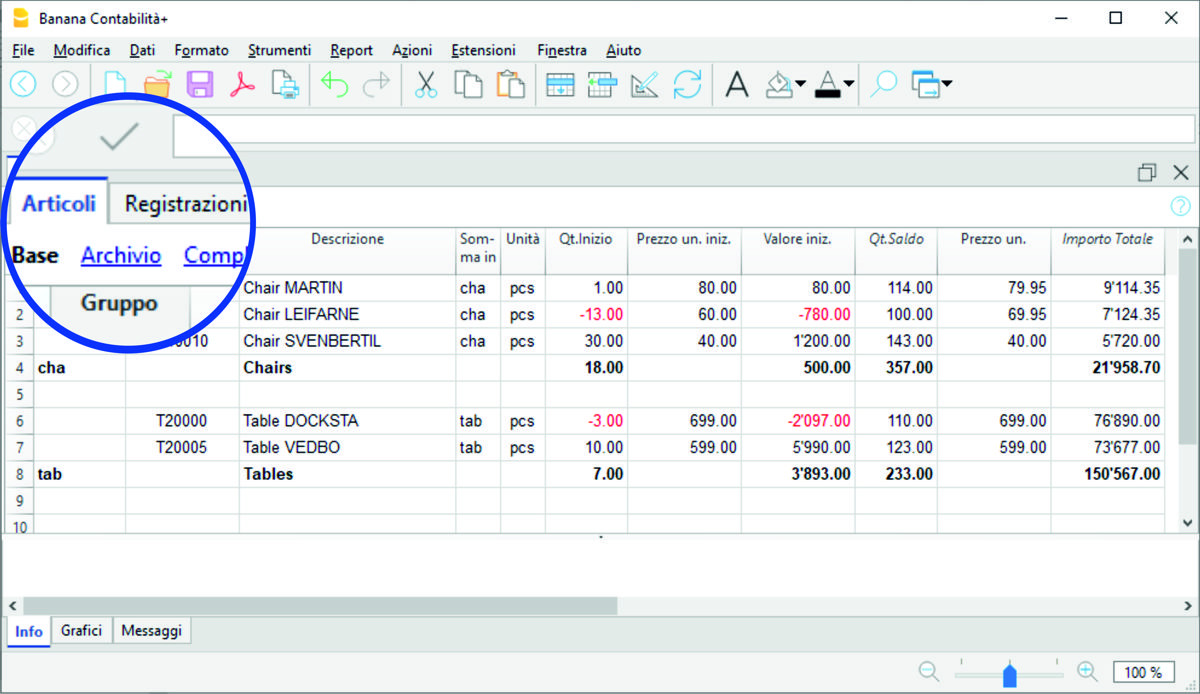 Banana Contabilità+
File Modifica Dati Formato Strumenti Report Azioni Estensioni Finestra Aiuto
Articoli Registrazioni
Base Archivio Compl
Gruppo Descrizione Som-ma in Unità Qt.Inizio Prezzo un. iniz. Valore iniz. Qt.Saldo Prezzo un. Importo Totale
Chair MARTIN cha pcs 1.00 80.00 80.00 114.00 79.95 9'114.35
2 Chair LEIFARNE cha pcs -13.00 60.00 -780.00 100.00 69.95 7'124.35
3 0010 Chair SVENBERTIL cha pcs 30.00 40.00 1'200.00 143.00 40.00 5'720.00
4 cha Chairs 18.00 500.00 357.00 21'958.70
5
6 T20000 Table DOCKSTA tab pcs -3.00 699.00 -2'097.00 110.00 699.00 76'890.00
7 T20005 Table VEDBO tab pcs 10.00 599.00 5'990.00 123.00 599.00 73'677.00
8 tab Tables 7.00 3'893.00 233.00 150'567.00
9
10
Info Grafici Messaggi
100 %